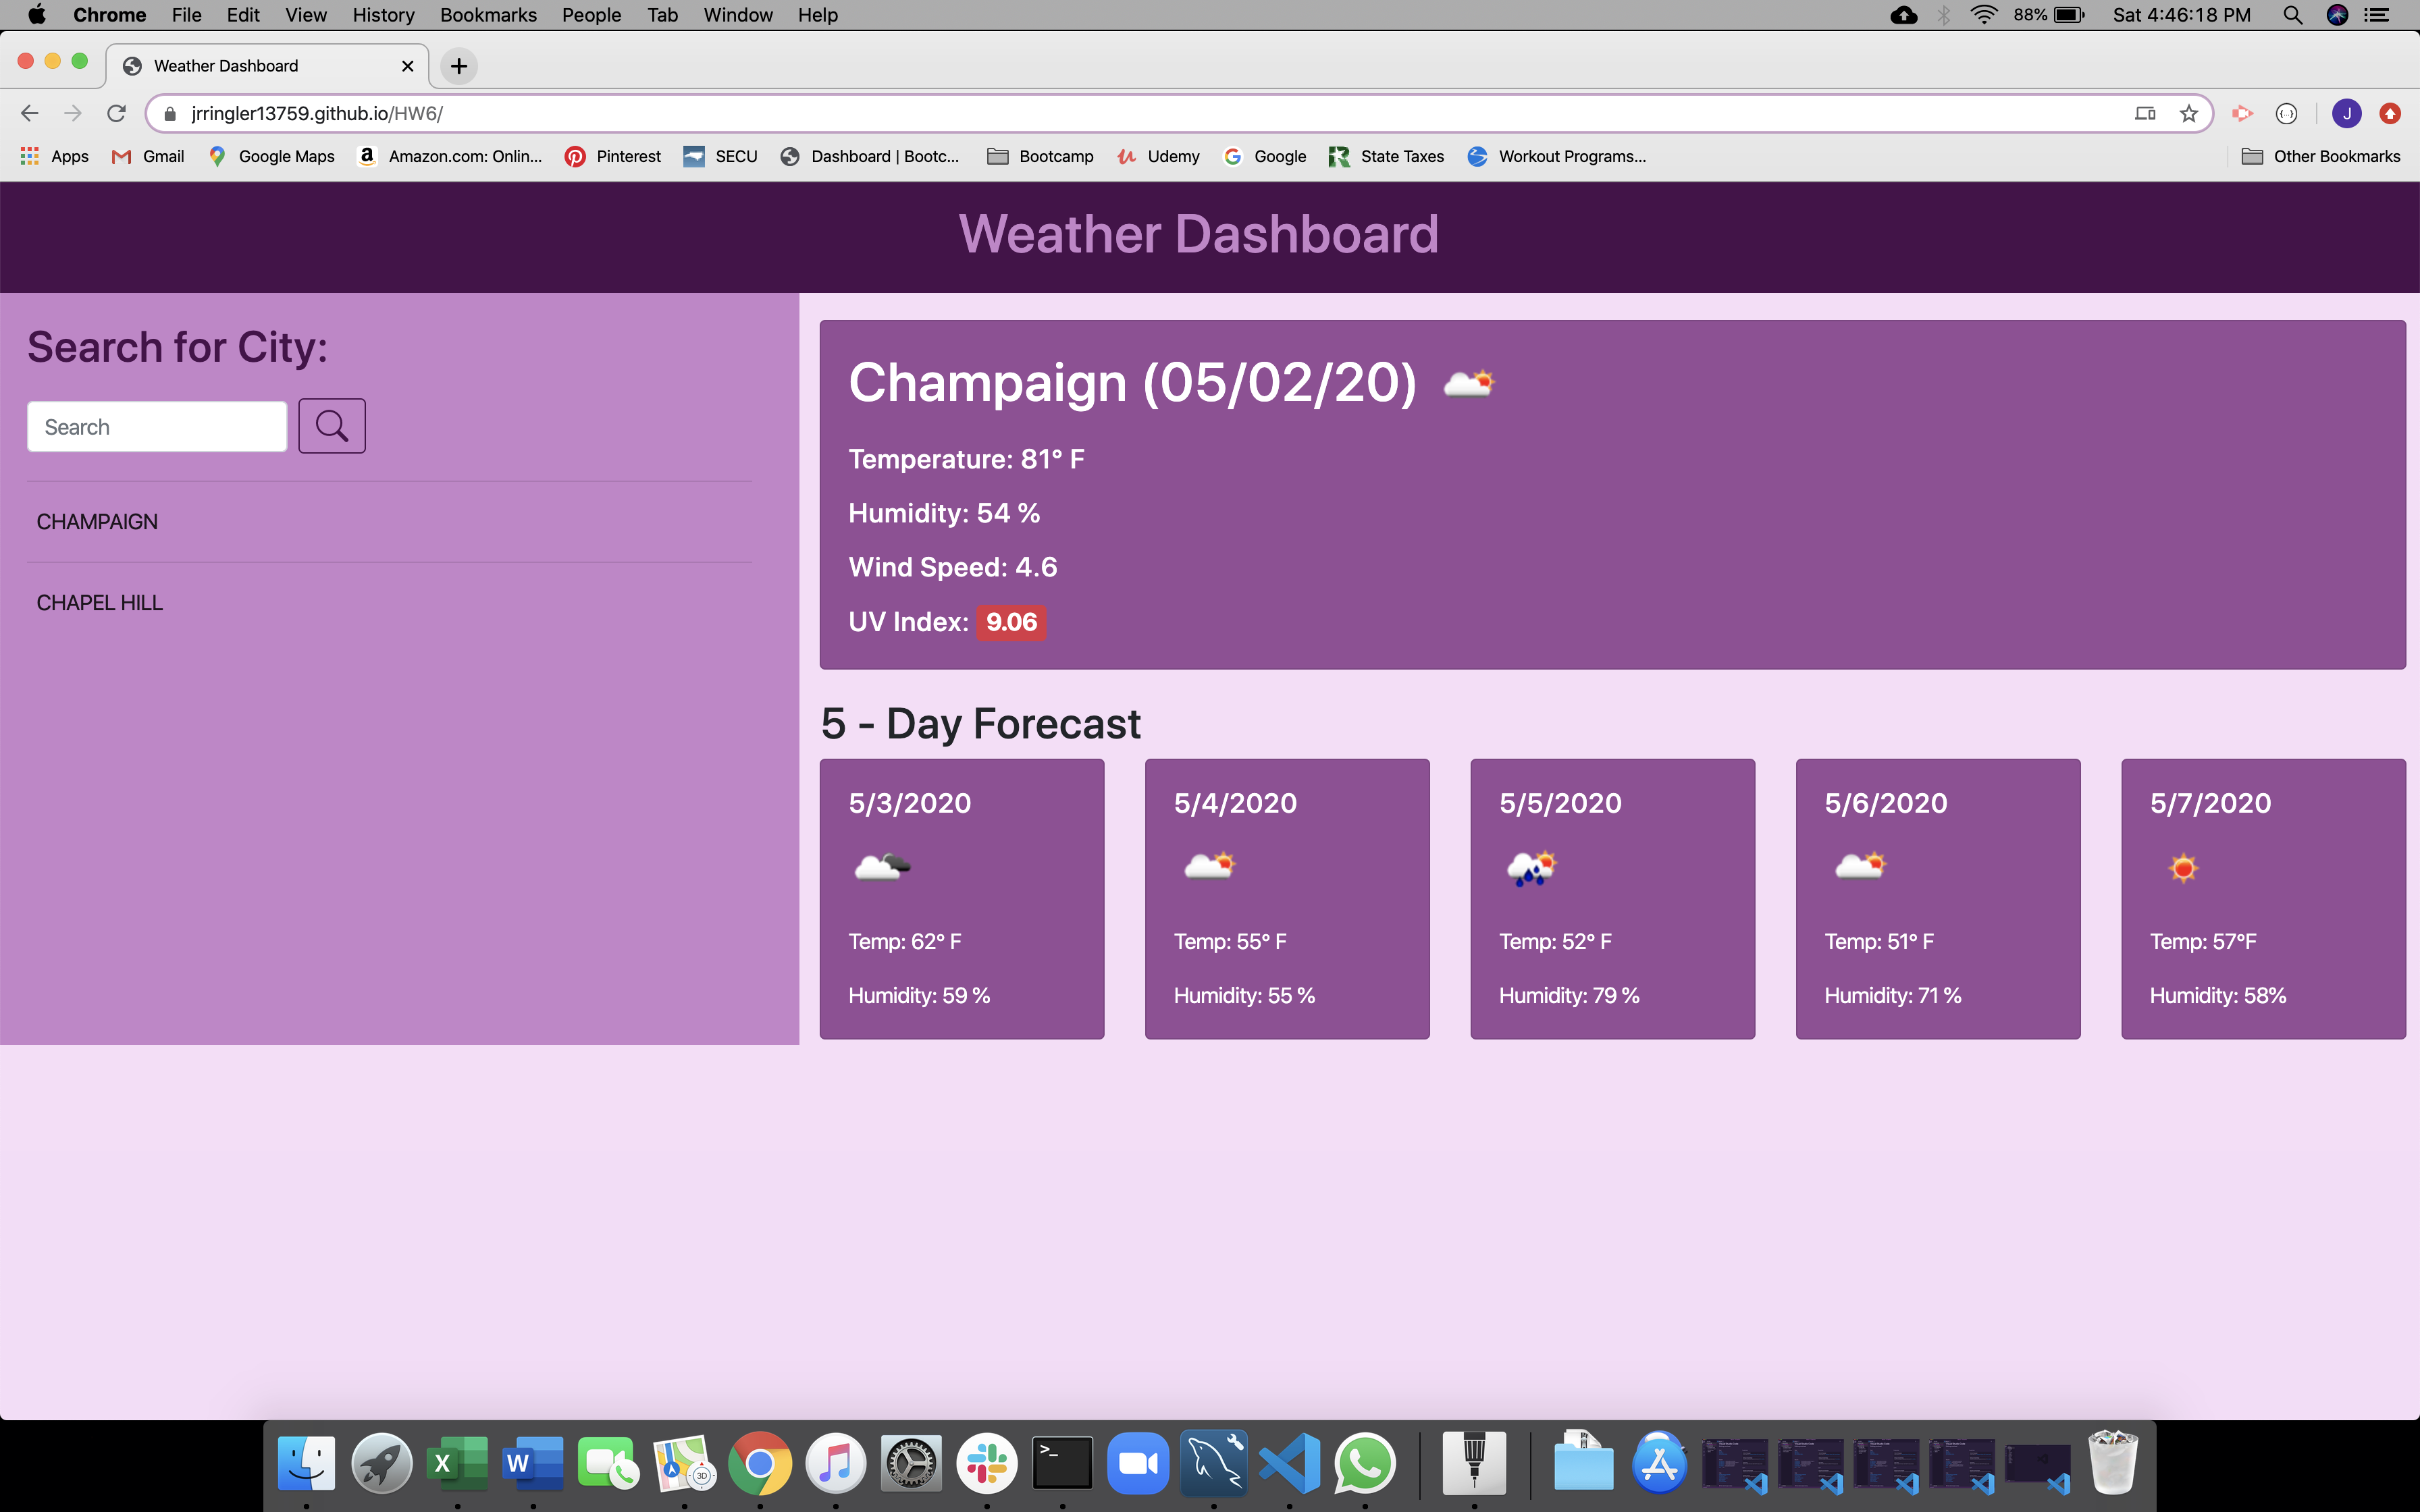 Chrome File Edit View History Bookmarks People Tab Window Help 88% Sat 4:46:18 PM
Weather Dashboard
jrringler13759.github.io/HW6/ J
Apps Gmail Google Maps Amazon.com: Onlin... Pinterest SECU Dashboard | Bootc... Bootcamp Udemy Google State Taxes Workout Programs... Other Bookmarks
Weather Dashboard
Search for City:
Search
CHAMPAIGN
CHAPEL HILL
Champaign (05/02/20)
Temperature: 81° F
Humidity: 54 %
Wind Speed: 4.6
UV Index: 9.06
5 - Day Forecast
5/3/2020
Temp: 62° F
Humidity: 59 %
5/4/2020
Temp: 55° F
Humidity: 55 %
5/5/2020
Temp: 52° F
Humidity: 79 %
5/6/2020
Temp: 51° F
Humidity: 71 %
5/7/2020
Temp: 57°F
Humidity: 58%
X W 3D >_